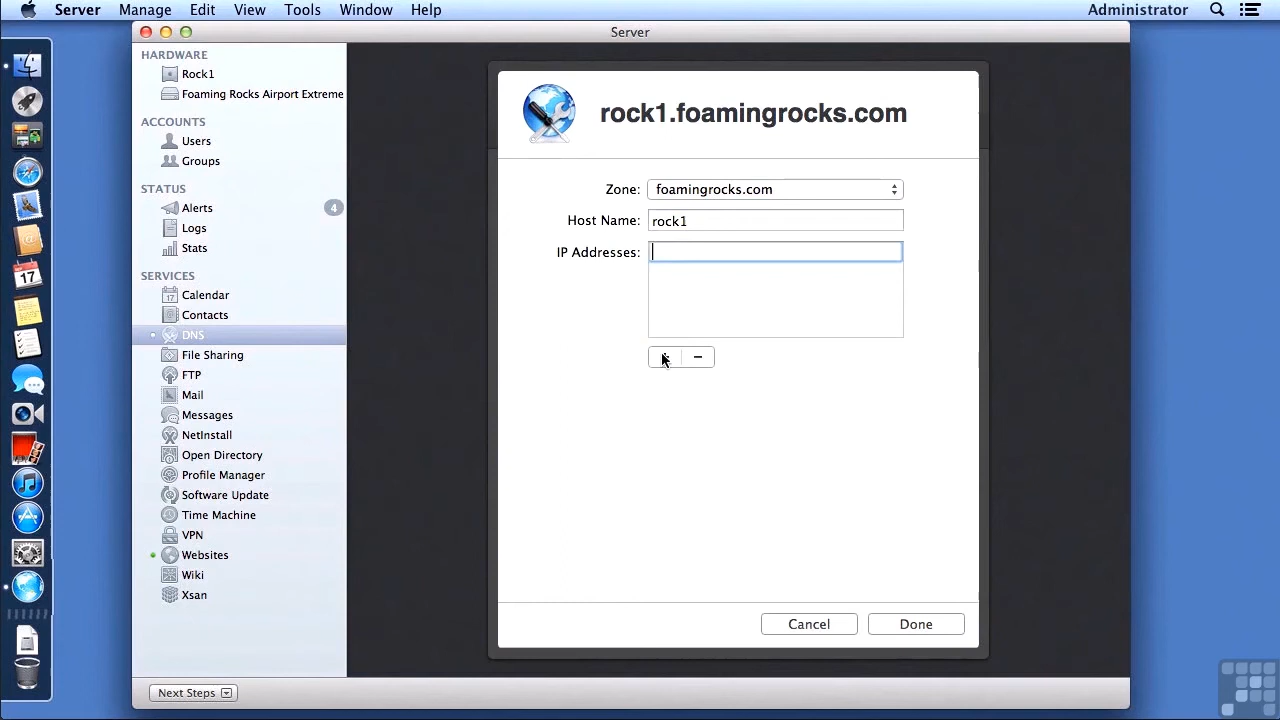 Server Manage Edit View Tools Window Help Administrator
Server
HARDWARE
Rock1
Foaming Rocks Airport Extreme
ACCOUNTS
Users
Groups
STATUS
Alerts 4
Logs
Stats
SERVICES
Calendar
Contacts
DNS
File Sharing
FTP
Mail
Messages
NetInstall
Open Directory
Profile Manager
Software Update
Time Machine
VPN
Websites
Wiki
Xsan
Next Steps
rock1.foamingrocks.com
Zone: foamingrocks.com
Host Name: rock1
IP Addresses:
Cancel Done
17